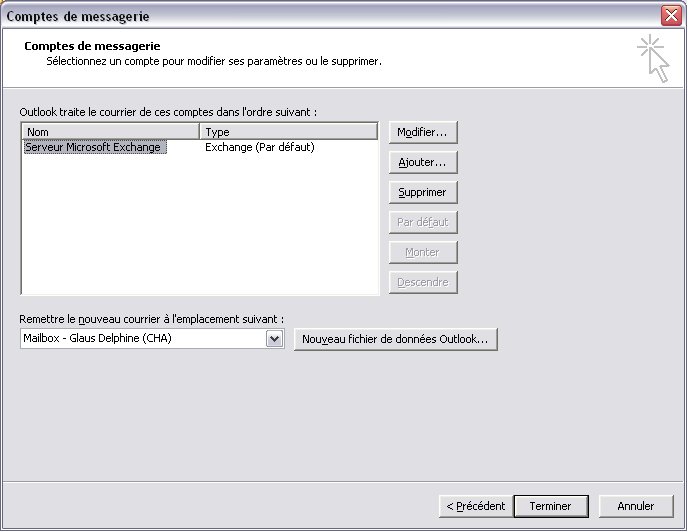 Comptes de messagerie
Comptes de messagerie
Sélectionnez un compte pour modifier ses paramètres ou le supprimer.
Outlook traite le courrier de ces comptes dans l'ordre suivant :
Nom Type
Serveur Microsoft Exchange Exchange (Par défaut)
Modifier...
Ajouter...
Supprimer
Par défaut
Monter
Descendre
Remettre le nouveau courrier à l'emplacement suivant :
Mailbox - Glaus Delphine (CHA) Nouveau fichier de données Outlook...
< Précédent Terminer Annuler